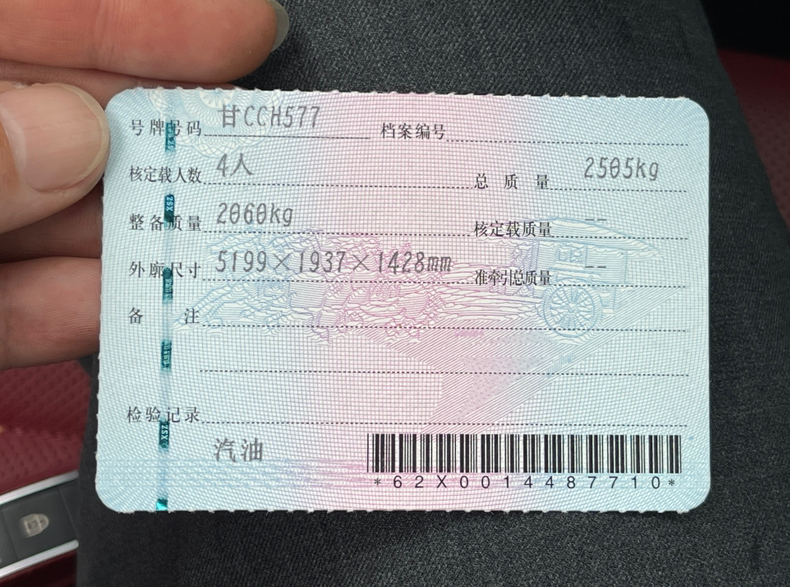 号牌号码 甘CCH577 档案编号
核定载人数 4人 总质量 2505kg
整备质量 2060kg 核定载质量 --
外廓尺寸 5199×1937×1428mm 准牵引总质量 --
备注
检验记录
汽油
*62X0014487710*